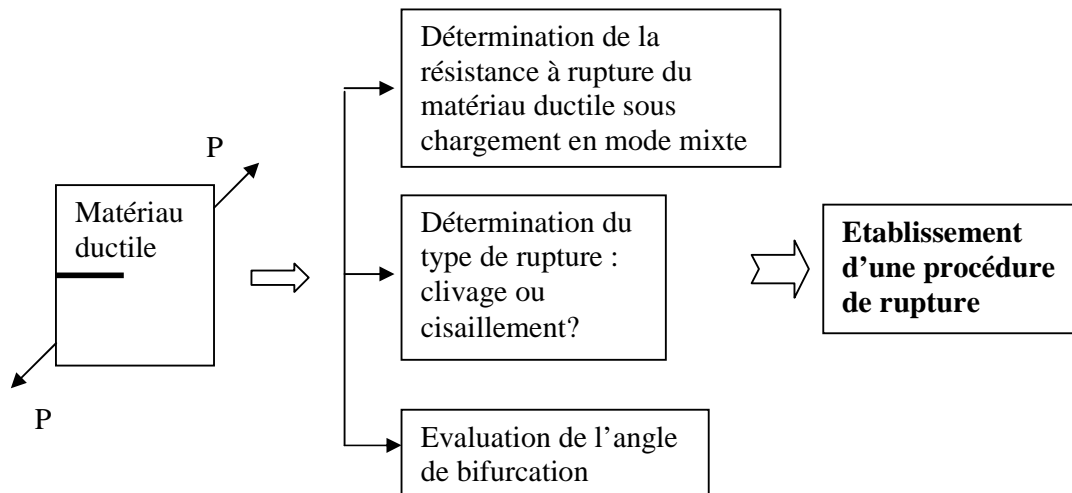 Détermination de la
résistance à rupture du
matériau ductile sous
chargement en mode mixte
P
Matériau
ductile
P
Détermination du
type de rupture :
clivage ou
cisaillement?
Etablissement
d’une procédure
de rupture
Evaluation de l’angle
de bifurcation